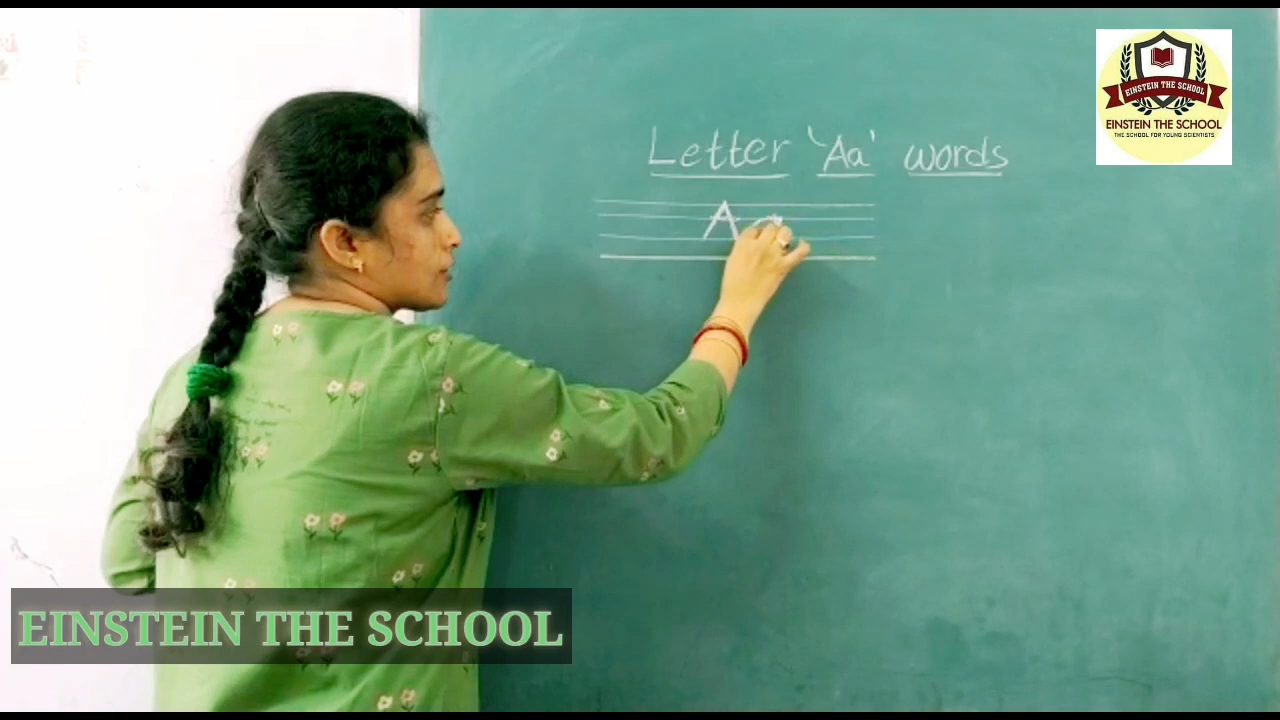 EINSTEIN THE SCHOOL
EINSTEIN THE SCHOOL
THE SCHOOL FOR YOUNG SCIENTISTS
Letter 'Aa' words
A
EINSTEIN THE SCHOOL